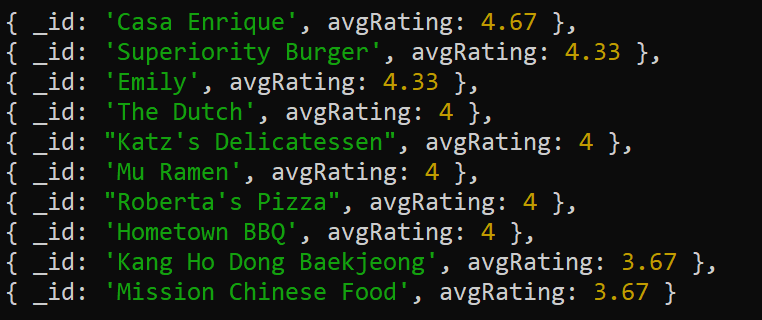 { _id: 'Casa Enrique', avgRating: 4.67 },
{ _id: 'Superiority Burger', avgRating: 4.33 },
{ _id: 'Emily', avgRating: 4.33 },
{ _id: 'The Dutch', avgRating: 4 },
{ _id: "Katz's Delicatessen", avgRating: 4 },
{ _id: 'Mu Ramen', avgRating: 4 },
{ _id: "Roberta's Pizza", avgRating: 4 },
{ _id: 'Hometown BBQ', avgRating: 4 },
{ _id: 'Kang Ho Dong Baekjeong', avgRating: 3.67 },
{ _id: 'Mission Chinese Food', avgRating: 3.67 }